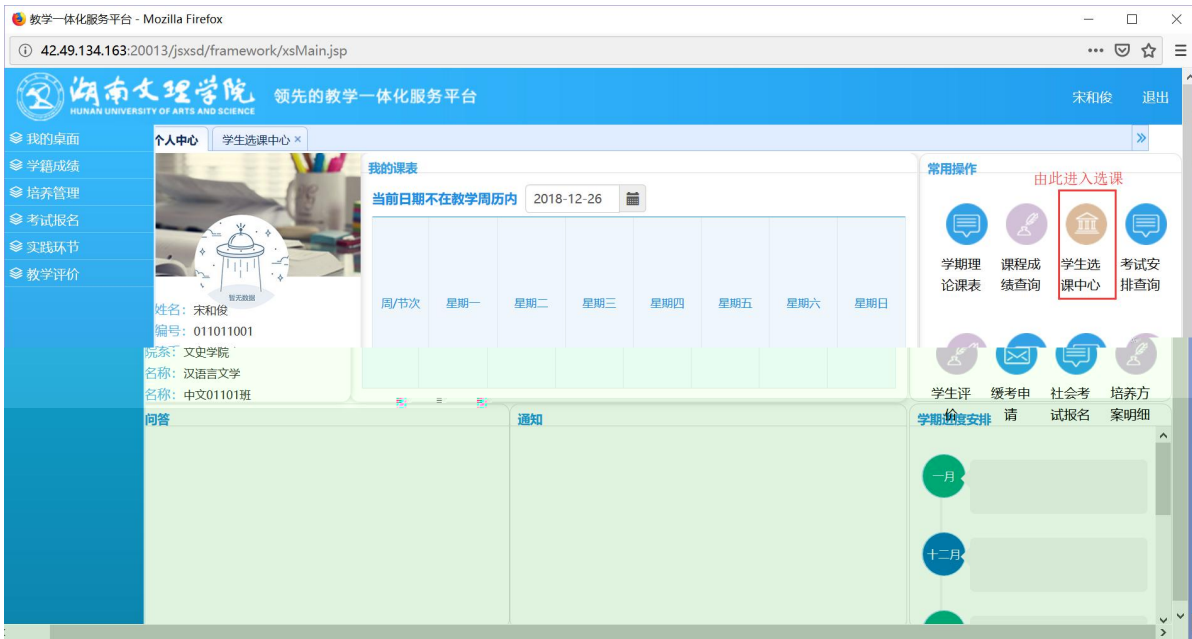 教学一体化服务平台 - Mozilla Firefox
42.49.134.163:20013/jsxsd/framework/xsMain.jsp
湖南文理学院
HUNAN UNIVERSITY OF ARTS AND SCIENCE
领先的教学一体化服务平台
宋和俊 退出
我的桌面
学籍成绩
培养管理
考试报名
实践环节
教学评价
个人中心 学生选课中心 ×
暂无数据
姓名：宋和俊
编号：011011001
院系：文史学院
名称：汉语言文学
名称：中文01101班
我的课表
当前日期不在教学周历内 2018-12-26
周/节次 星期一 星期二 星期三 星期四 星期五 星期六 星期日
常用操作
由此进入选课
学期理论课表
课程成绩查询
学生选课中心
考试安排查询
学生评价
缓考申请
社会考试报名
培养方案明细
问答
通知
学期进度安排
一月
十二月